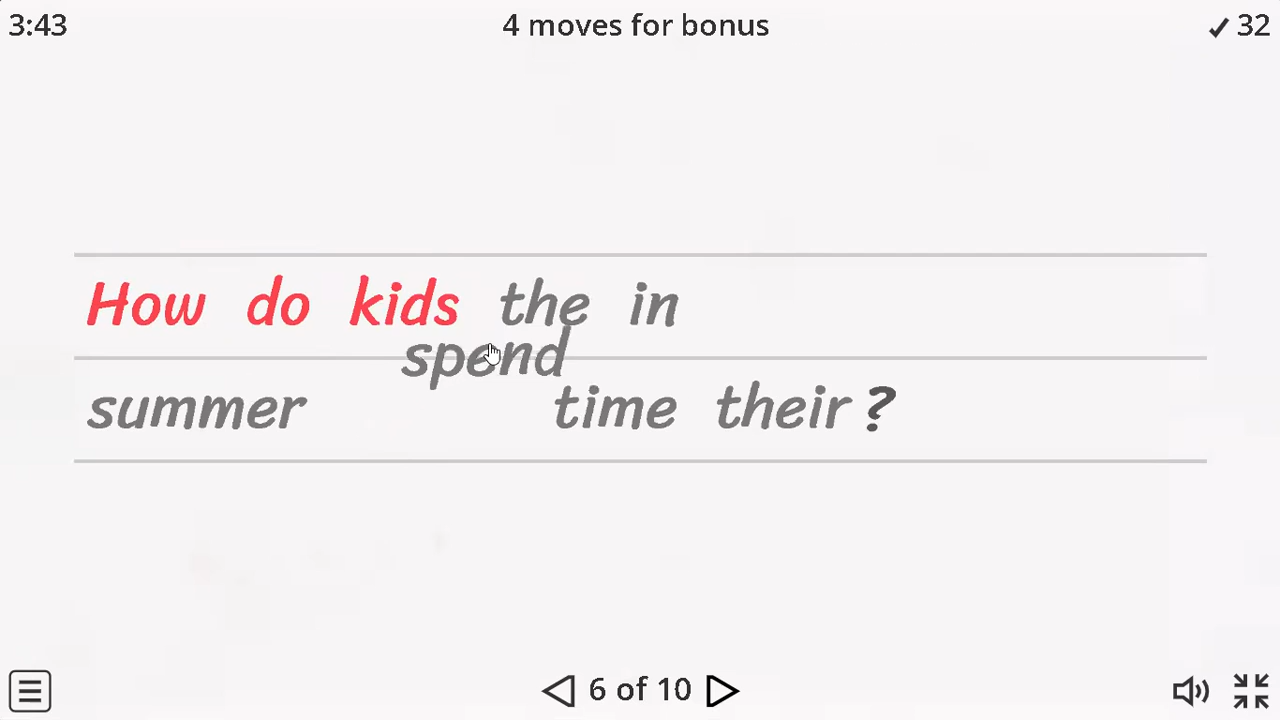 3:43 4 moves for bonus ✓ 32
How do kids the in
spend
summer time their ?
6 of 10